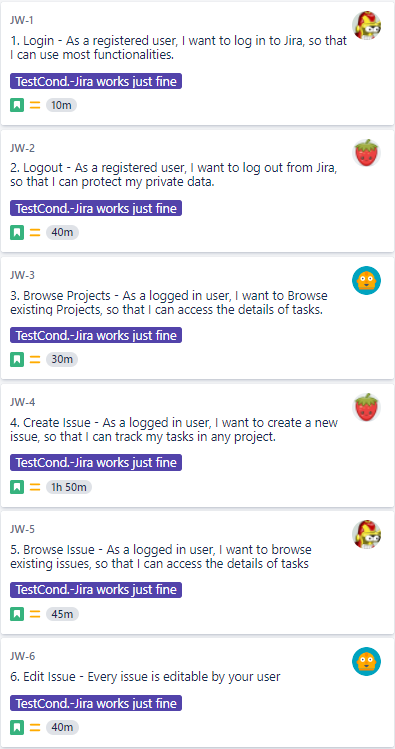 JW-1
1. Login - As a registered user, I want to log in to Jira, so that
I can use most functionalities.
TestCond.-Jira works just fine
10m
JW-2
2. Logout - As a registered user, I want to log out from Jira,
so that I can protect my private data.
TestCond.-Jira works just fine
40m
JW-3
3. Browse Projects - As a logged in user, I want to Browse
existing Projects, so that I can access the details of tasks.
TestCond.-Jira works just fine
30m
JW-4
4. Create Issue - As a logged in user, I want to create a new
issue, so that I can track my tasks in any project.
TestCond.-Jira works just fine
1h 50m
JW-5
5. Browse Issue - As a logged in user, I want to browse
existing issues, so that I can access the details of tasks
TestCond.-Jira works just fine
45m
JW-6
6. Edit Issue - Every issue is editable by your user
TestCond.-Jira works just fine
40m